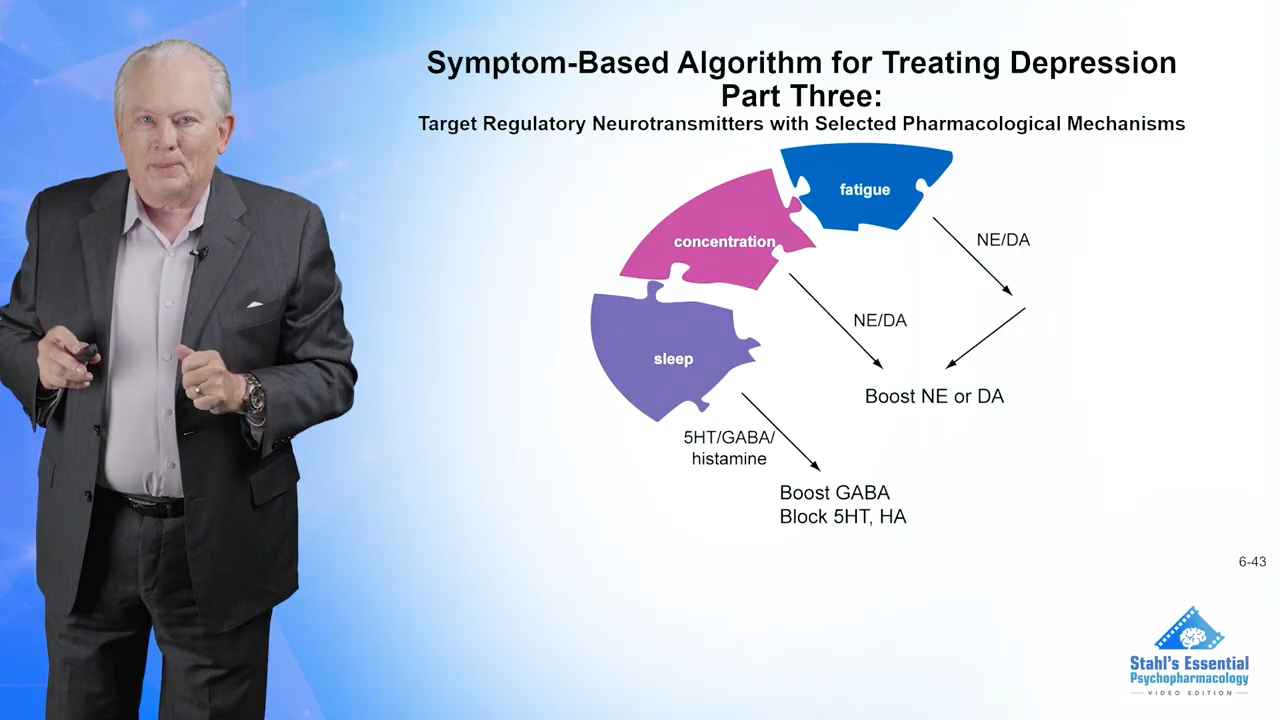 Symptom-Based Algorithm for Treating Depression
Part Three:
Target Regulatory Neurotransmitters with Selected Pharmacological Mechanisms
fatigue
NE/DA
concentration
NE/DA
sleep
Boost NE or DA
5HT/GABA/
histamine
Boost GABA
Block 5HT, HA
6-43
Stahl's Essential
Psychopharmacology
VIDEO EDITION